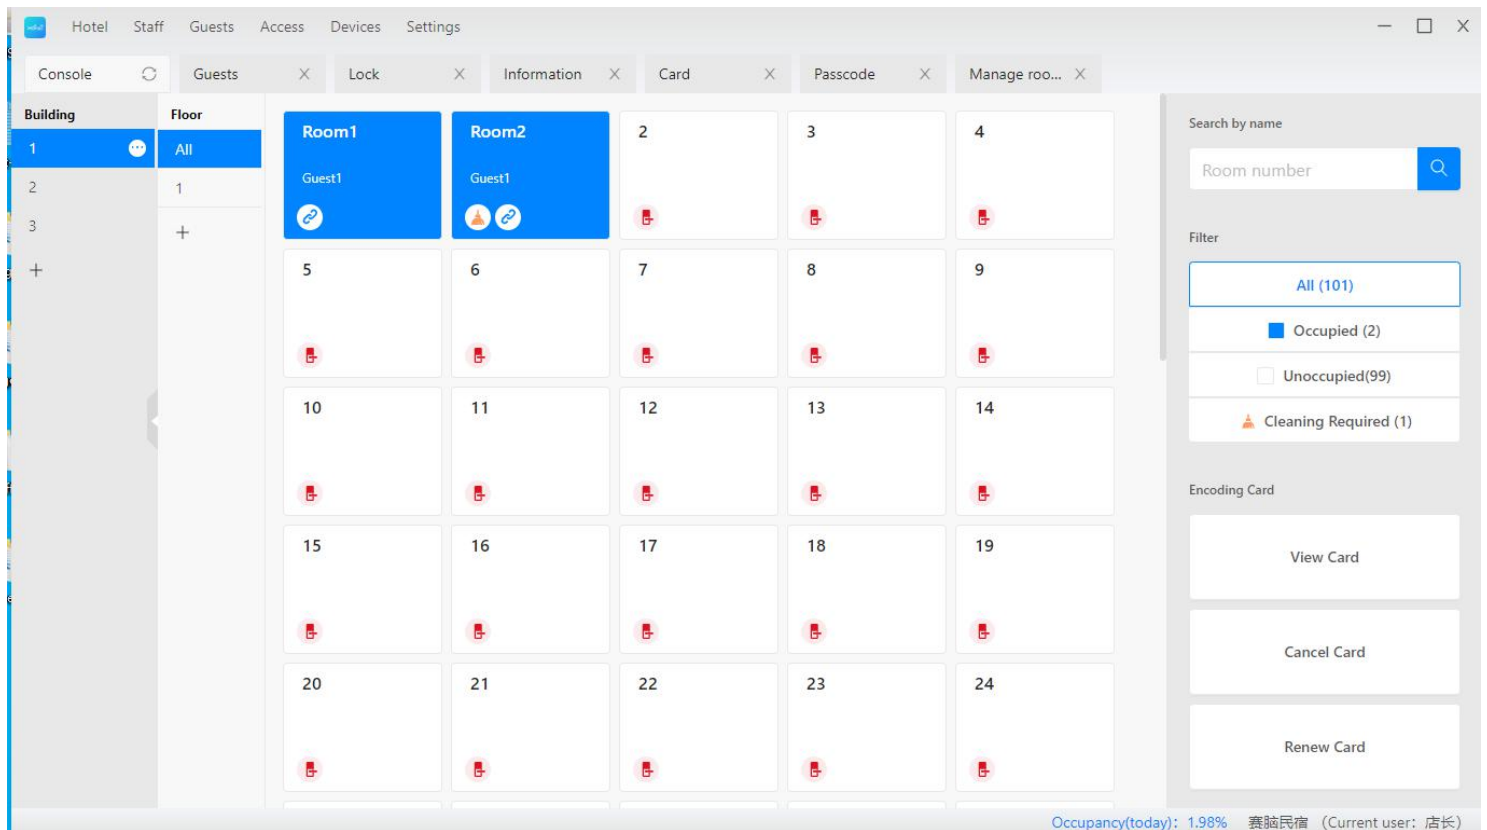 Hotel Staff Guests Access Devices Settings
Console Guests Lock Information Card Passcode Manage roo...
Building
1
2
3
Floor
All
1
Room1
Guest1
Room2
Guest1
2
3
4
5
6
7
8
9
10
11
12
13
14
15
16
17
18
19
20
21
22
23
24
Search by name
Room number
Filter
All (101)
Occupied (2)
Unoccupied(99)
Cleaning Required (1)
Encoding Card
View Card
Cancel Card
Renew Card
Occupancy(today): 1.98% 赛脑民宿 (Current user: 店长)